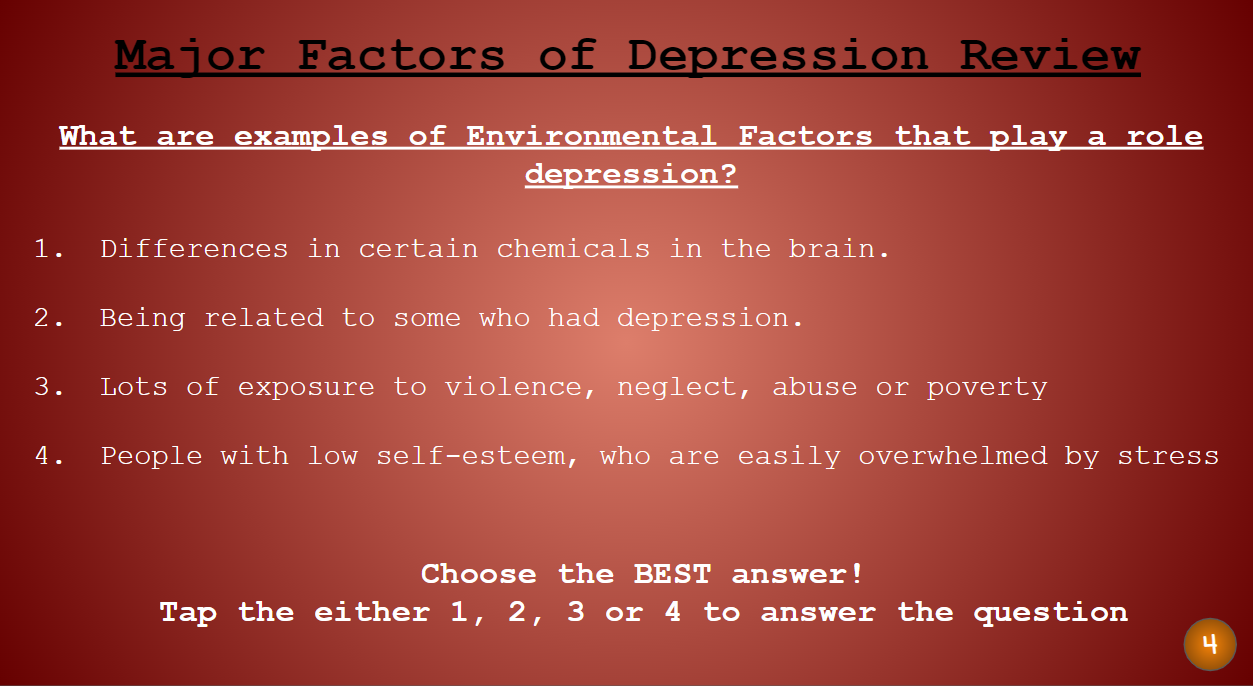 Major Factors of Depression Review
What are examples of Environmental Factors that play a role
depression?
1. Differences in certain chemicals in the brain.
2. Being related to some who had depression.
3. Lots of exposure to violence, neglect, abuse or poverty
4. People with low self-esteem, who are easily overwhelmed by stress
Choose the BEST answer!
Tap the either 1, 2, 3 or 4 to answer the question
4